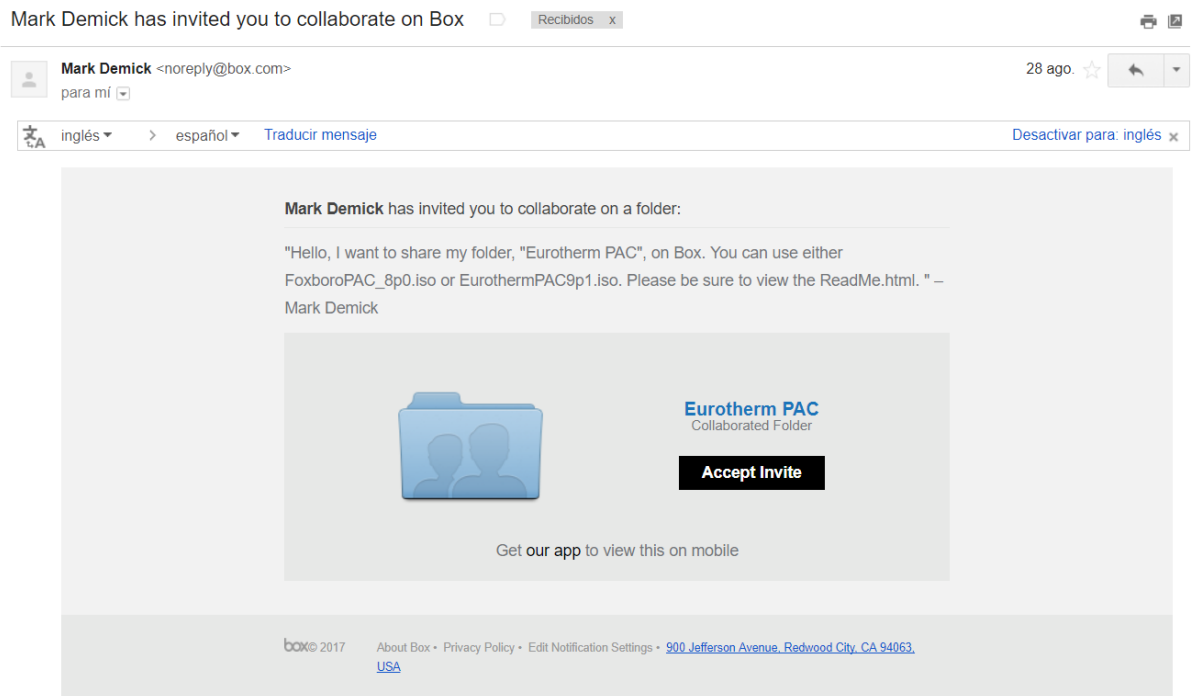 Mark Demick has invited you to collaborate on Box Recibidos x
Mark Demick <noreply@box.com> 28 ago.
para mí
inglés > español Traducir mensaje Desactivar para: inglés x
Mark Demick has invited you to collaborate on a folder:
"Hello, I want to share my folder, "Eurotherm PAC", on Box. You can use either
FoxboroPAC_8p0.iso or EurothermPAC9p1.iso. Please be sure to view the ReadMe.html. " –
Mark Demick
Eurotherm PAC
Collaborated Folder
Accept Invite
Get our app to view this on mobile
box © 2017 About Box • Privacy Policy • Edit Notification Settings • 900 Jefferson Avenue, Redwood City, CA 94063,
USA